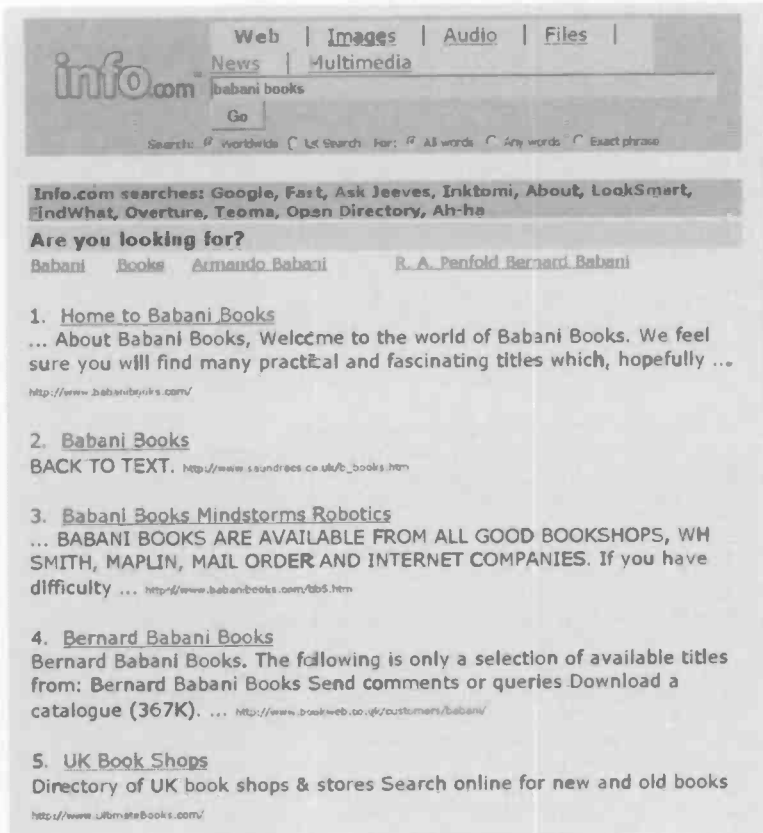 Web | Images | Audio | Files |
News | Multimedia
info.com™
babani books
Go
Search: Worldwide UK Search For: All words Any words Exact phrase
Info.com searches: Google, Fast, Ask Jeeves, Inktomi, About, LookSmart,
FindWhat, Overture, Teoma, Open Directory, Ah-ha
Are you looking for?
Babani Books Armando Babani R. A. Penfold Bernard Babani
1. Home to Babani Books
... About Babani Books, Welcome to the world of Babani Books. We feel
sure you will find many practical and fascinating titles which, hopefully ...
http://www.babanibooks.com/
2. Babani Books
BACK TO TEXT. http://www.saundrecs.co.uk/b_books.htm
3. Babani Books Mindstorms Robotics
... BABANI BOOKS ARE AVAILABLE FROM ALL GOOD BOOKSHOPS, WH
SMITH, MAPLIN, MAIL ORDER AND INTERNET COMPANIES. If you have
difficulty ... http://www.babanibooks.com/bb5.htm
4. Bernard Babani Books
Bernard Babani Books. The following is only a selection of available titles
from: Bernard Babani Books Send comments or queries Download a
catalogue (367K). ... http://www.bookweb.co.uk/customers/babani/
5. UK Book Shops
Directory of UK book shops & stores Search online for new and old books
http://www.ultimateBooks.com/